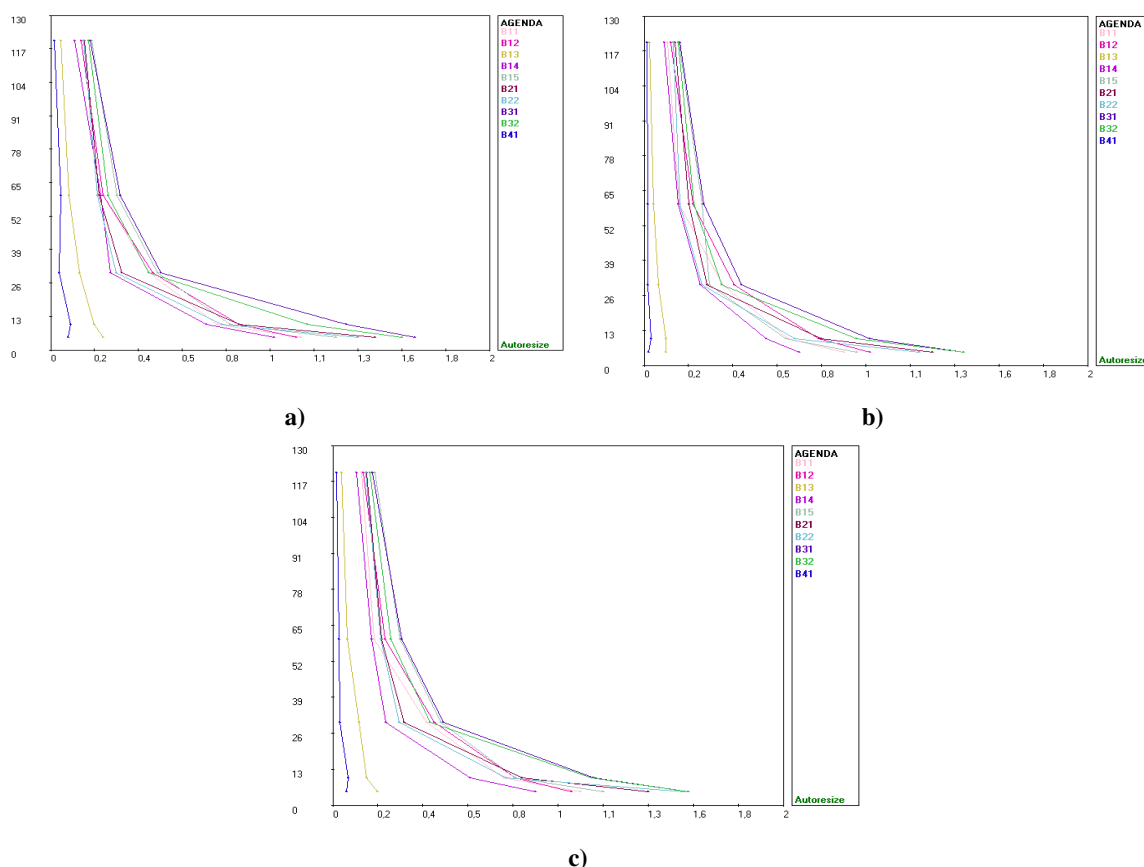 130
117
104
91
78
65
52
39
26
13
0
0 0,2 0,4 0,5 0,8 1 1,1 1,3 1,6 1,8 2
AGENDA
B11
B12
B13
B14
B15
B21
B22
B31
B32
B41
Autoresize
a)
130
117
104
91
78
65
52
39
26
13
0
0 0,2 0,4 0,5 0,8 1 1,1 1,3 1,6 1,8 2
AGENDA
B11
B12
B13
B14
B15
B21
B22
B31
B32
B41
Autoresize
b)
130
117
104
91
78
65
52
39
26
13
0
0 0,2 0,4 0,5 0,8 1 1,1 1,3 1,6 1,8 2
AGENDA
B11
B12
B13
B14
B15
B21
B22
B31
B32
B41
Autoresize
c)